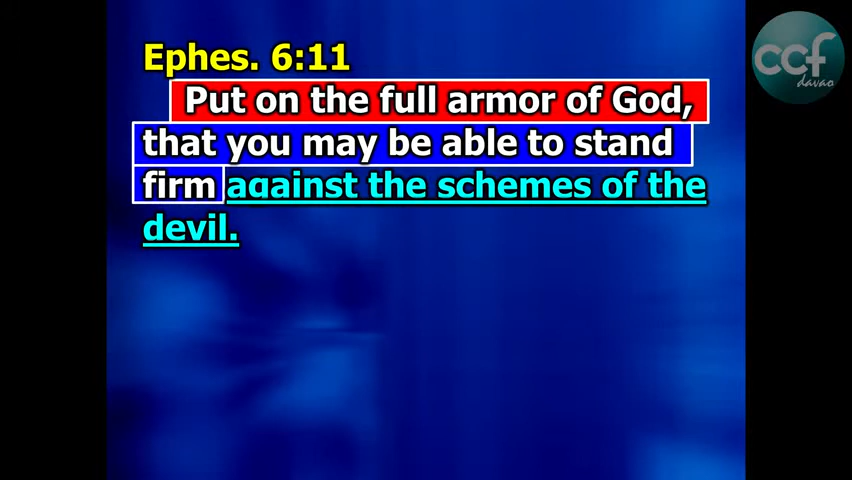 Ephes. 6:11
Put on the full armor of God,
that you may be able to stand
firm against the schemes of the
devil.
ccf
davao